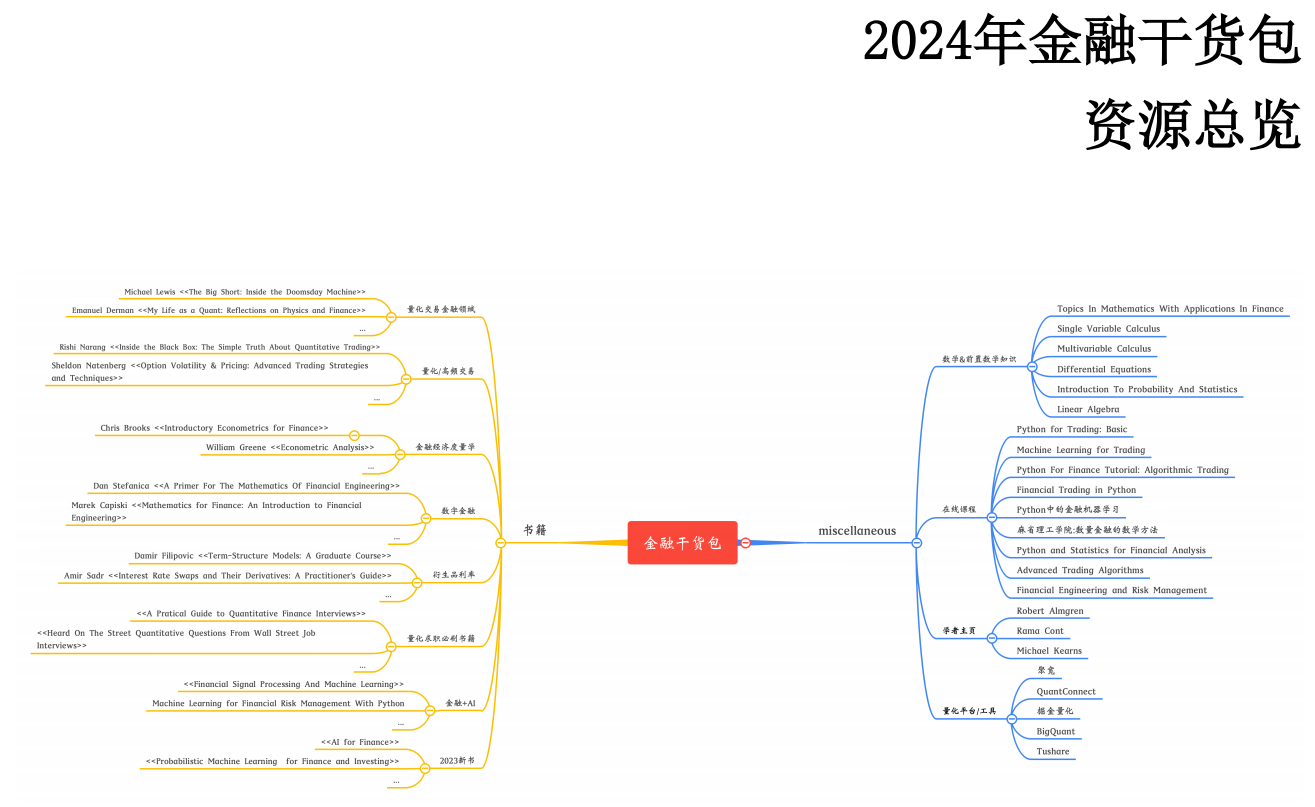 2024年金融干货包
资源总览
金融干货包
书籍
量化交易金融领域
Michael Lewis <<The Big Short: Inside the Doomsday Machine>>
Emanuel Derman <<My Life as a Quant: Reflections on Physics and Finance>>
...
量化/高频交易
Rishi Narang <<Inside the Black Box: The Simple Truth About Quantitative Trading>>
Sheldon Natenberg <<Option Volatility & Pricing: Advanced Trading Strategies
and Techniques>>
...
金融经济度量学
Chris Brooks <<Introductory Econometrics for Finance>>
William Greene <<Econometric Analysis>>
...
数字金融
Dan Stefanica <<A Primer For The Mathematics Of Financial Engineering>>
Marek Capiski <<Mathematics for Finance: An Introduction to Financial
Engineering>>
...
衍生品利率
Damir Filipovic <<Term-Structure Models: A Graduate Course>>
Amir Sadr <<Interest Rate Swaps and Their Derivatives: A Practitioner's Guide>>
...
量化求职必刷书籍
<<A Pratical Guide to Quantitative Finance Interviews>>
<<Heard On The Street Quantitative Questions From Wall Street Job
Interviews>>
...
金融+AI
<<Financial Signal Processing And Machine Learning>>
Machine Learning for Financial Risk Management With Python
...
2023新书
<<AI for Finance>>
<<Probabilistic Machine Learning for Finance and Investing>>
...
miscellaneous
数学&前置数学知识
Topics In Mathematics With Applications In Finance
Single Variable Calculus
Multivariable Calculus
Differential Equations
Introduction To Probability And Statistics
Linear Algebra
在线课程
Python for Trading: Basic
Machine Learning for Trading
Python For Finance Tutorial: Algorithmic Trading
Financial Trading in Python
Python中的金融机器学习
麻省理工学院:数量金融的数学方法
Python and Statistics for Financial Analysis
Advanced Trading Algorithms
Financial Engineering and Risk Management
学者主页
Robert Almgren
Rama Cont
Michael Kearns
量化平台/工具
聚宽
QuantConnect
掘金量化
BigQuant
Tushare